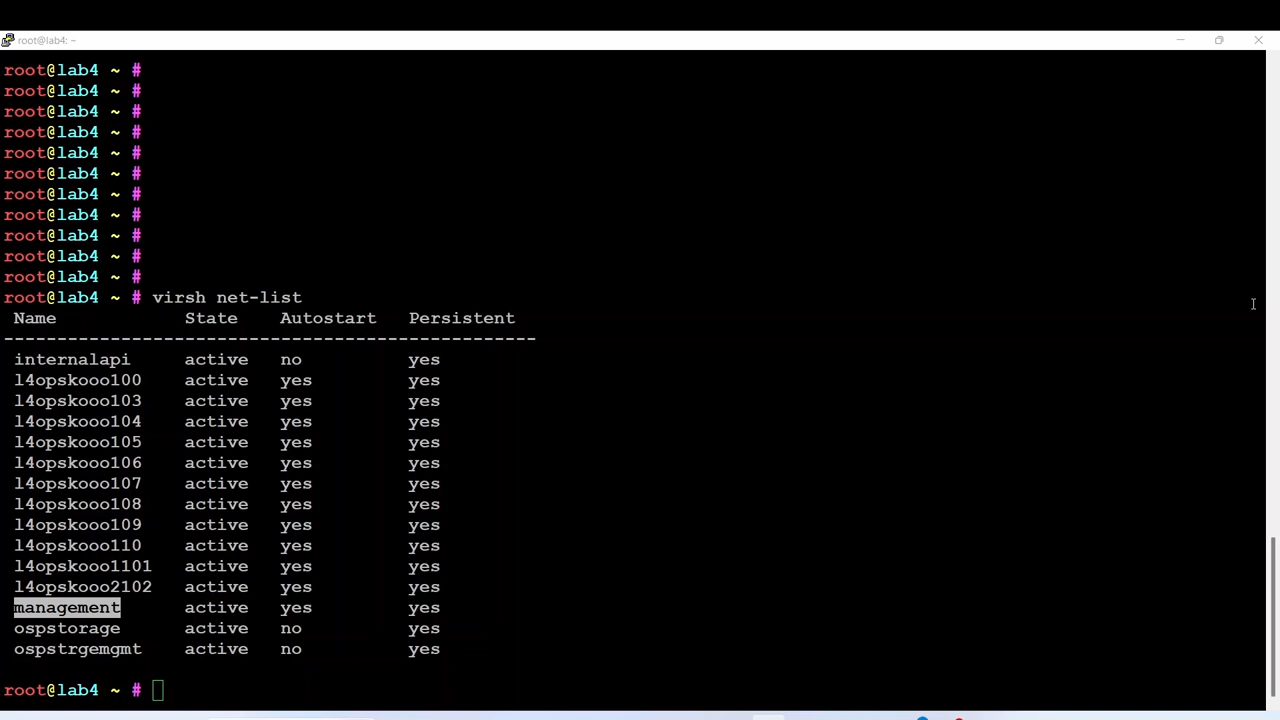 root@lab4: ~
root@lab4 ~ #
root@lab4 ~ #
root@lab4 ~ #
root@lab4 ~ #
root@lab4 ~ #
root@lab4 ~ #
root@lab4 ~ #
root@lab4 ~ #
root@lab4 ~ #
root@lab4 ~ #
root@lab4 ~ #
root@lab4 ~ # virsh net-list
Name State Autostart Persistent
---------------------------------------------------
internalapi active no yes
l4opskooo100 active yes yes
l4opskooo103 active yes yes
l4opskooo104 active yes yes
l4opskooo105 active yes yes
l4opskooo106 active yes yes
l4opskooo107 active yes yes
l4opskooo108 active yes yes
l4opskooo109 active yes yes
l4opskooo110 active yes yes
l4opskooo1101 active yes yes
l4opskooo2102 active yes yes
management active yes yes
ospstorage active no yes
ospstrgemgmt active no yes
root@lab4 ~ #